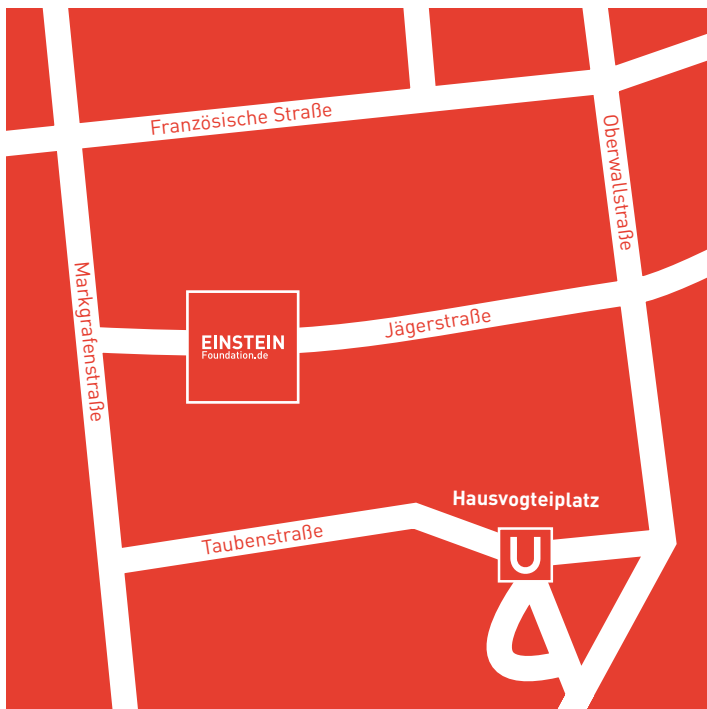 Französische Straße
Oberwallstraße
Markgrafenstraße
EINSTEIN
Foundation.de
Jägerstraße
Hausvogteiplatz
Taubenstraße
U